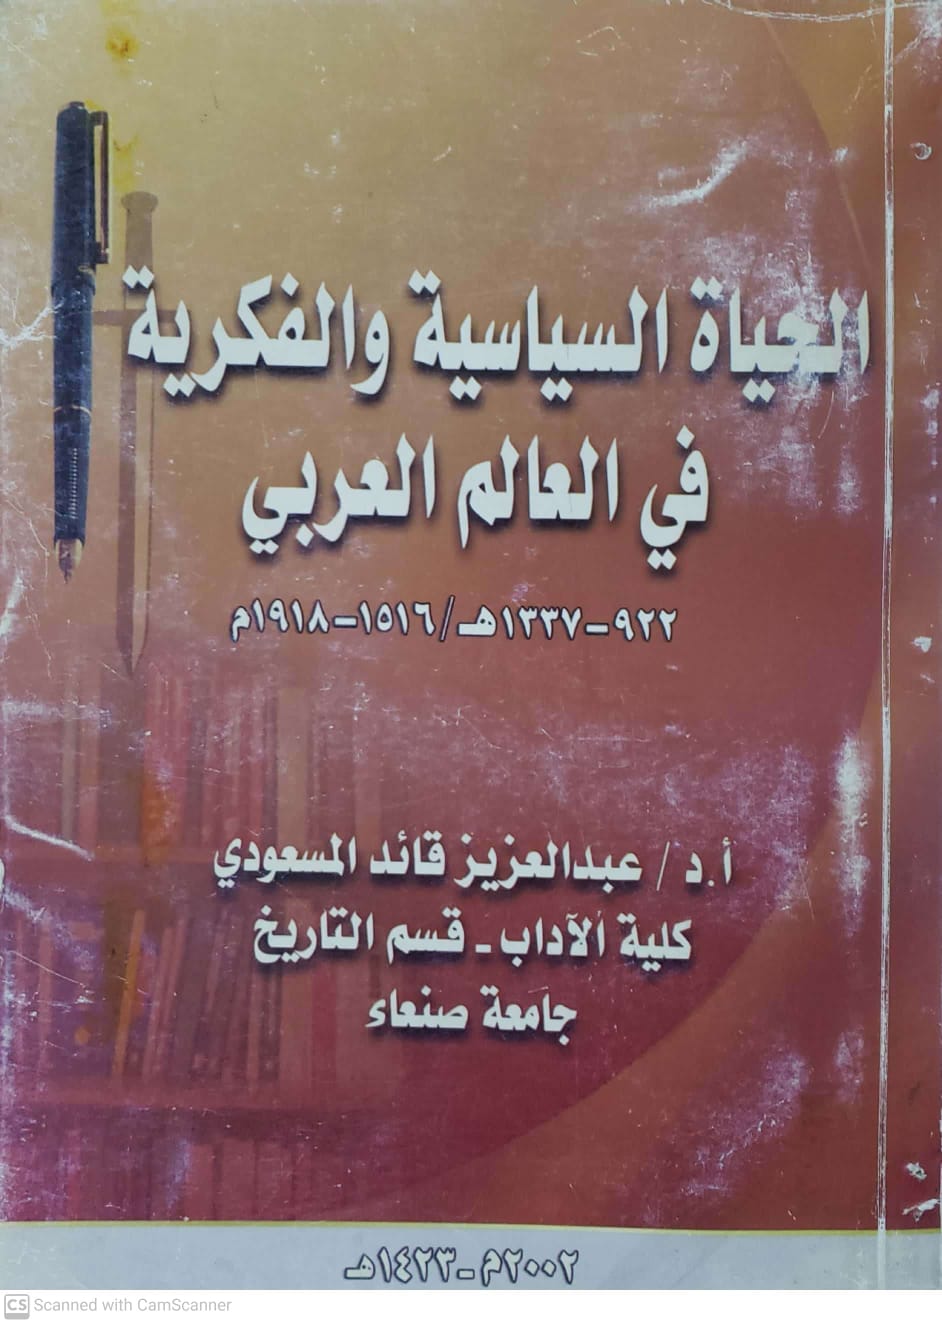 الحياة السياسية والفكرية
في العالم العربي
٩٢٢-١٣٣٧هـ/١٥١٦-١٩١٨م
أ.د / عبدالعزيز قائد المسعودي
كلية الآداب - قسم التاريخ
جامعة صنعاء
٢٠٠٢م-١٤٢٣هـ
CS Scanned with CamScanner